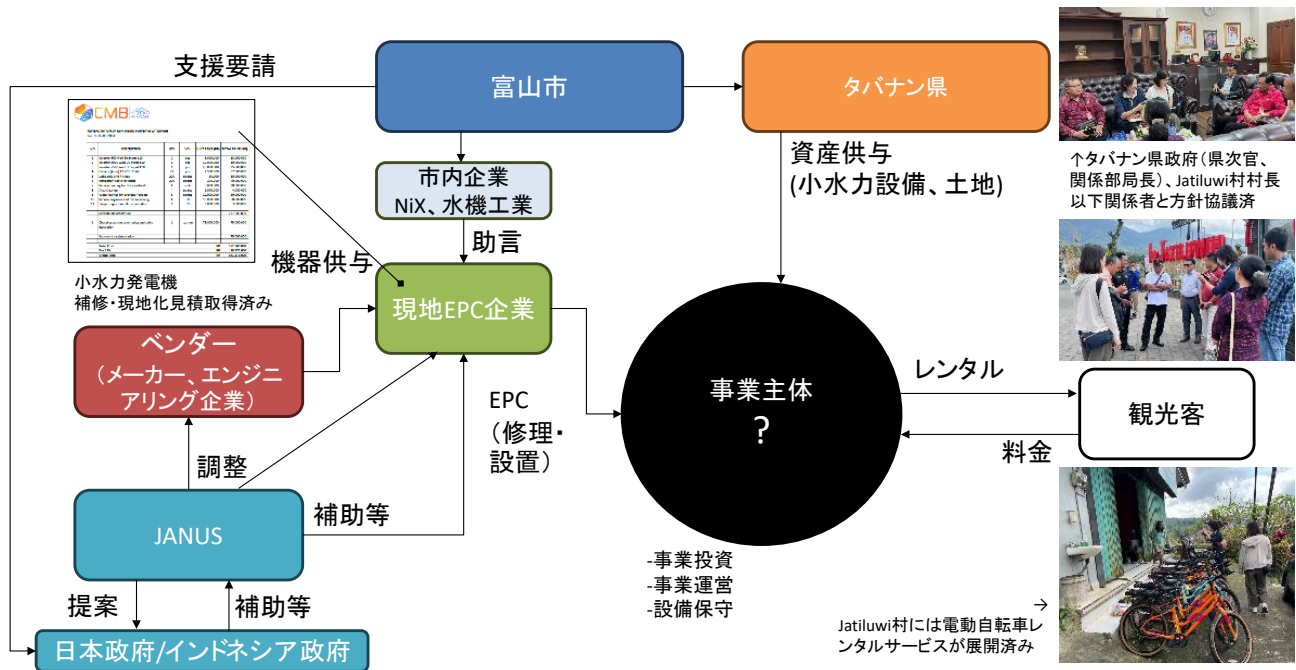 支援要請
富山市
タバナン県
CMB
市内企業
NiX、水機工業
助言
資産供与
(小水力設備、土地)
↑タバナン県政府（県次官、
関係部局長）、Jatiluwi村村長
以下関係者と方針協議済
機器供与
小水力発電機
補修・現地化見積取得済み
現地EPC企業
ベンダー
（メーカー、エンジニ
アリング企業）
事業主体
？
レンタル
観光客
料金
EPC
（修理・
設置）
調整
JANUS
補助等
-事業投資
-事業運営
-設備保守
提案
補助等
日本政府/インドネシア政府
→
Jatiluwi村には電動自転車レ
ンタルサービスが展開済み